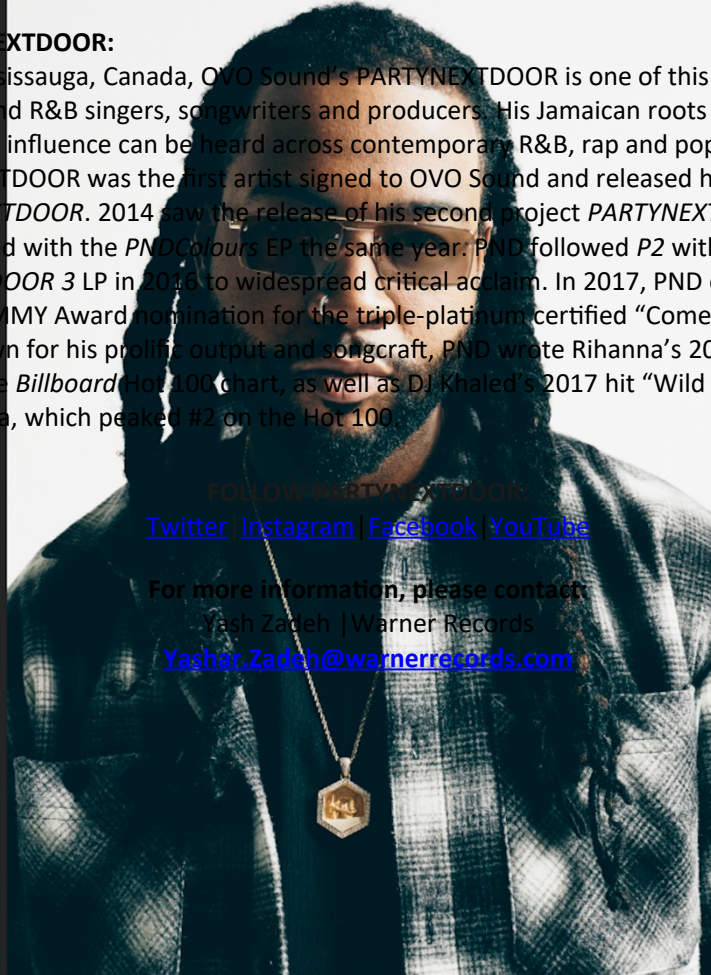 EXTDOOR:
sissauga, Canada, OVO Sound's PARTYNEXTDOOR is one of this
nd R&B singers, songwriters and producers. His Jamaican roots
influence can be heard across contemporary R&B, rap and pop
TDOOR was the first artist signed to OVO Sound and released h
TDOOR. 2014 saw the release of his second project PARTYNEXT
d with the PNDColours EP the same year. PND followed P2 with
DOOR 3 LP in 2016 to widespread critical acclaim. In 2017, PND
MMY Award nomination for the triple-platinum certified “Come
wn for his prolific output and songcraft, PND wrote Rihanna's 20
e Billboard Hot 100 chart, as well as DJ Khaled's 2017 hit “Wild
a, which peaked #2 on the Hot 100.
FOLLOW PARTYNEXTDOOR:
Twitter|Instagram|Facebook|YouTube
For more information, please contact:
Yash Zadeh |Warner Records
Yashar.Zadeh@warnerrecords.com